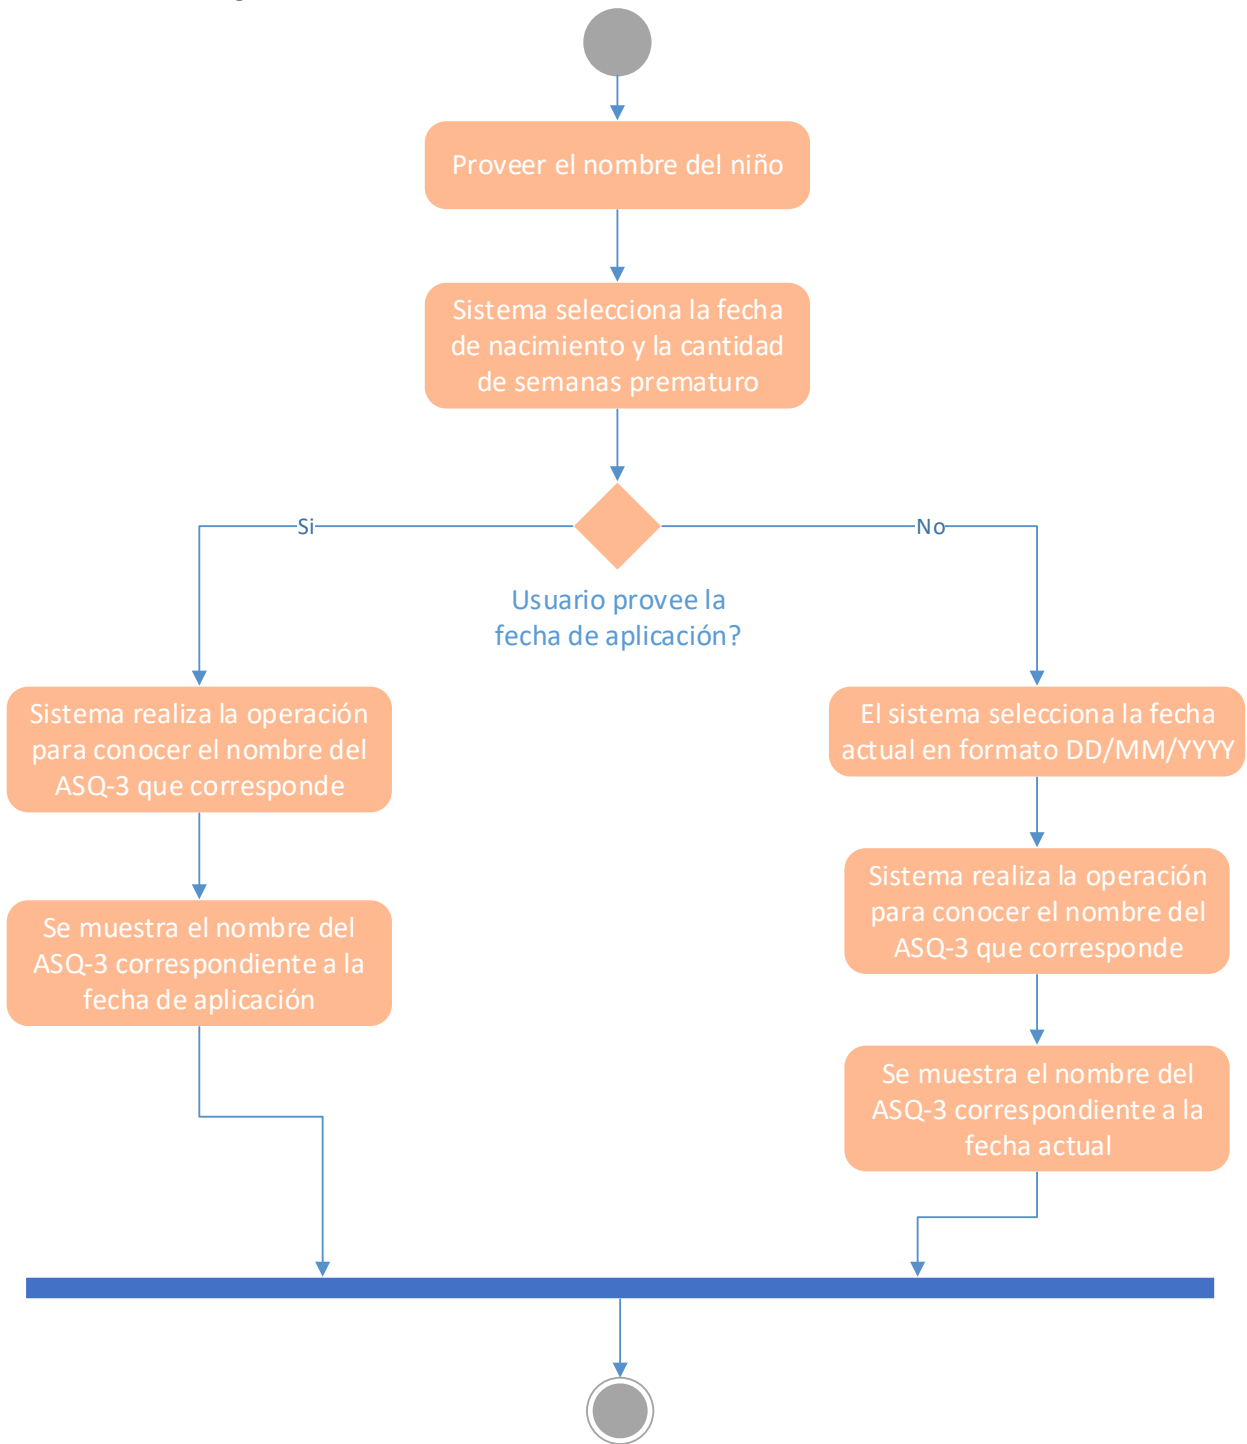 Proveer el nombre del niño
Sistema selecciona la fecha
de nacimiento y la cantidad
de semanas prematuro
Si
No
Usuario provee la
fecha de aplicación?
Sistema realiza la operación
para conocer el nombre del
ASQ-3 que corresponde
Se muestra el nombre del
ASQ-3 correspondiente a la
fecha de aplicación
El sistema selecciona la fecha
actual en formato DD/MM/YYYY
Sistema realiza la operación
para conocer el nombre del
ASQ-3 que corresponde
Se muestra el nombre del
ASQ-3 correspondiente a la
fecha actual